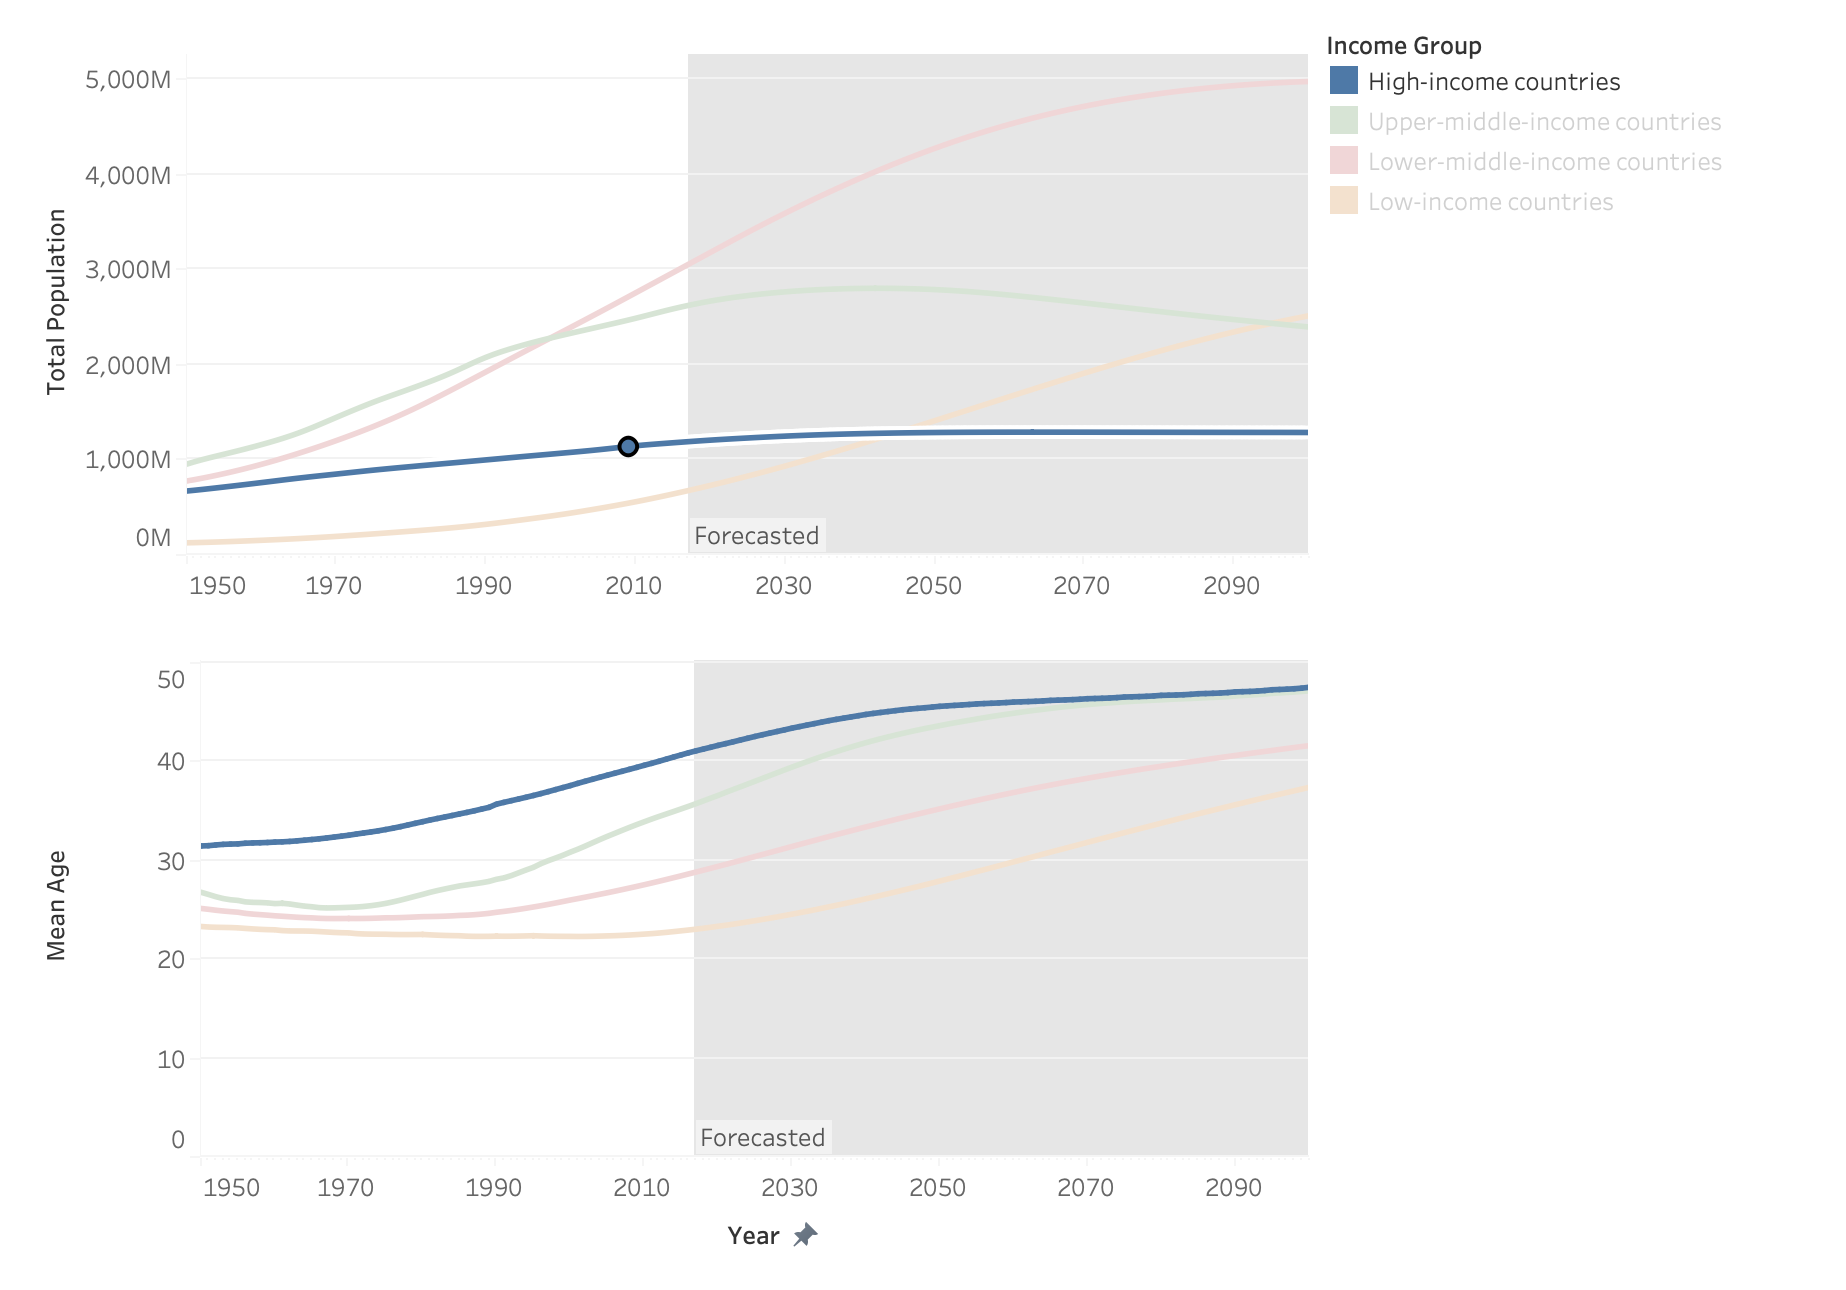 Income Group
High-income countries
Upper-middle-income countries
Lower-middle-income countries
Low-income countries
Total Population
5,000M
4,000M
3,000M
2,000M
1,000M
0M
Forecasted
1950 1970 1990 2010 2030 2050 2070 2090
Mean Age
50
40
30
20
10
0
Forecasted
1950 1970 1990 2010 2030 2050 2070 2090
Year